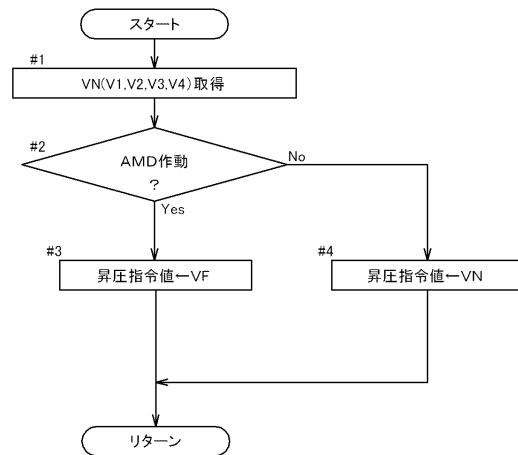 スタート
#1
VN(V1,V2,V3,V4)取得
#2
AMD作動
?
No
Yes
#3
昇圧指令値←VF
#4
昇圧指令値←VN
リターン